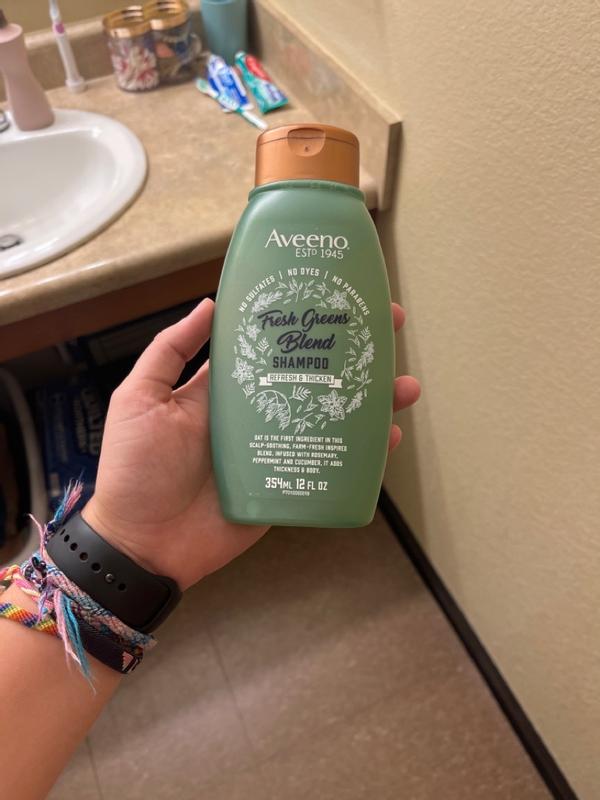 Aveeno®
ESTD 1945
NO SULFATES | NO DYES | NO PARABENS
Fresh Greens
Blend
SHAMPOO
REFRESH & THICKEN
OAT IS THE FIRST INGREDIENT IN THIS
SCALP-SOOTHING, FARM-FRESH INSPIRED
BLEND, INFUSED WITH ROSEMARY,
PEPPERMINT AND CUCUMBER, IT ADDS
THICKNESS & BODY.
354ML 12 FL OZ